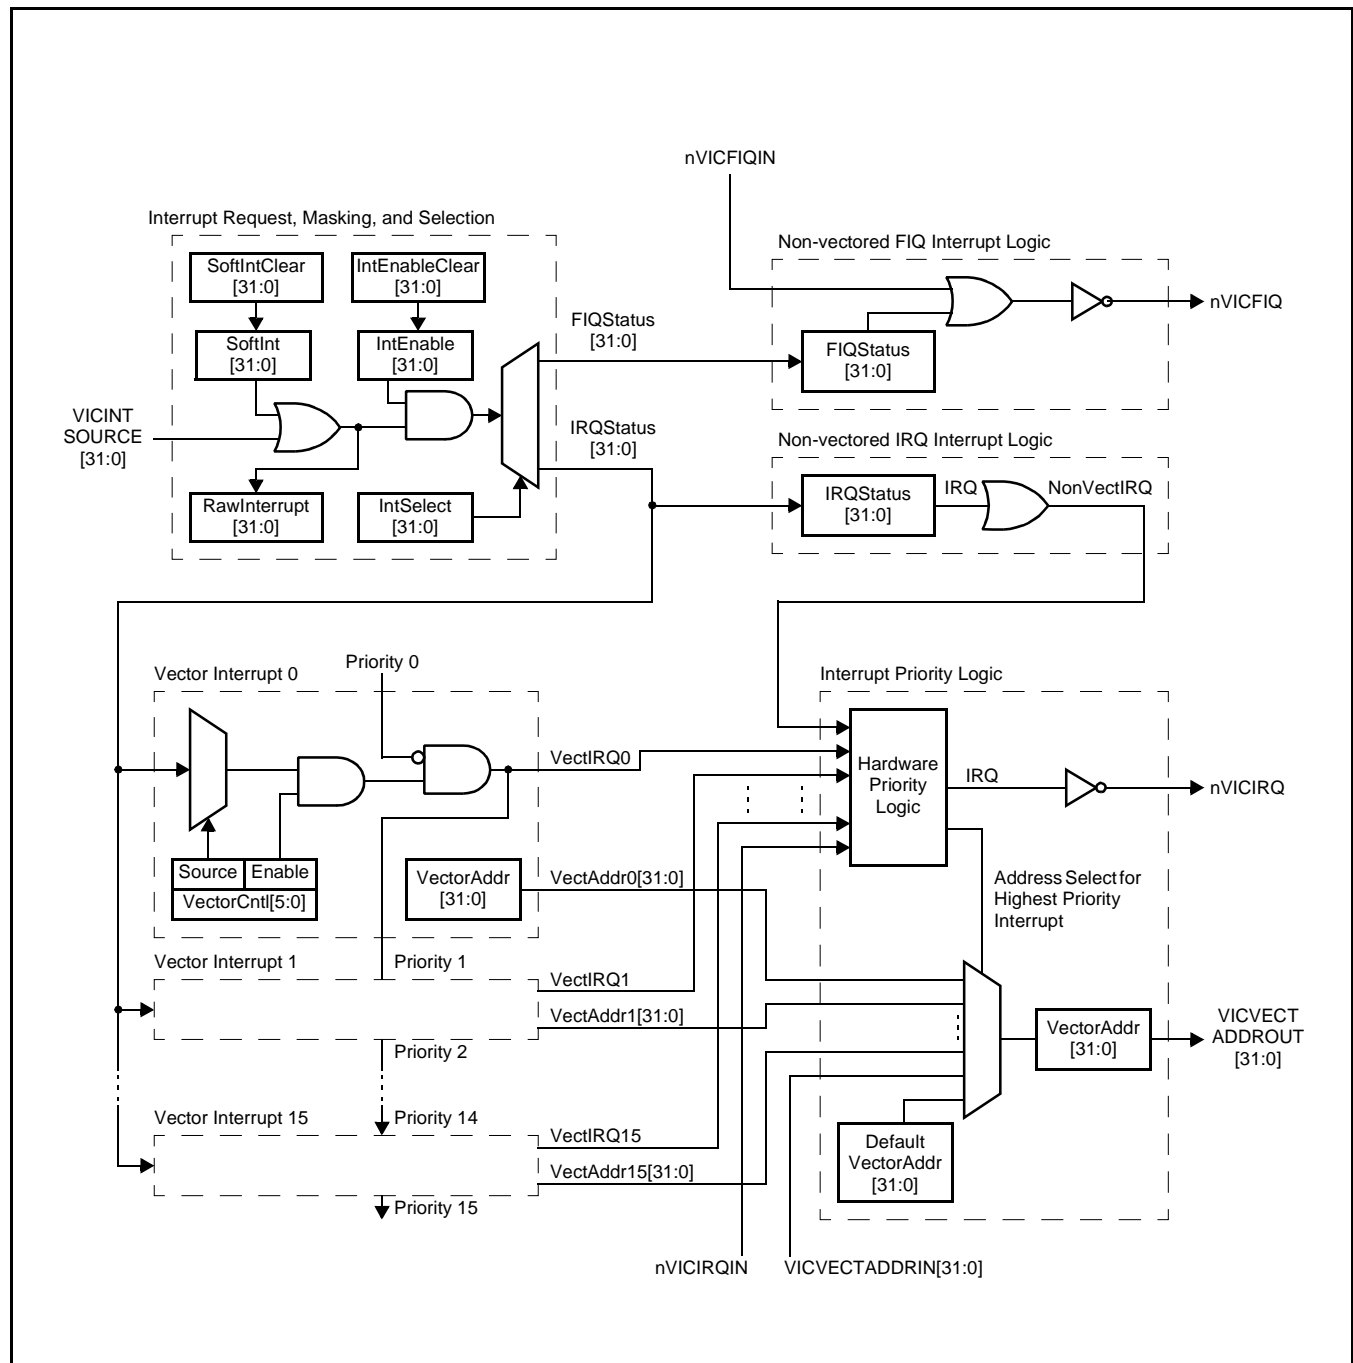 nVICFIQIN
Interrupt Request, Masking, and Selection
SoftIntClear
[31:0]
IntEnableClear
[31:0]
SoftInt
[31:0]
IntEnable
[31:0]
VICINT
SOURCE
[31:0]
RawInterrupt
[31:0]
IntSelect
[31:0]
FIQStatus
[31:0]
IRQStatus
[31:0]
Non-vectored FIQ Interrupt Logic
FIQStatus
[31:0]
nVICFIQ
Non-vectored IRQ Interrupt Logic
IRQStatus
[31:0]
IRQ
NonVectIRQ
Vector Interrupt 0
Priority 0
Source
Enable
VectorCntl[5:0]
VectorAddr
[31:0]
VectIRQ0
VectAddr0[31:0]
Vector Interrupt 1
Priority 1
VectIRQ1
VectAddr1[31:0]
Priority 2
Vector Interrupt 15
Priority 14
VectIRQ15
VectAddr15[31:0]
Priority 15
Interrupt Priority Logic
Hardware
Priority
Logic
IRQ
nVICIRQ
Address Select for
Highest Priority
Interrupt
VectorAddr
[31:0]
VICVECT
ADDROUT
[31:0]
Default
VectorAddr
[31:0]
nVICIRQIN
VICVECTADDRIN[31:0]